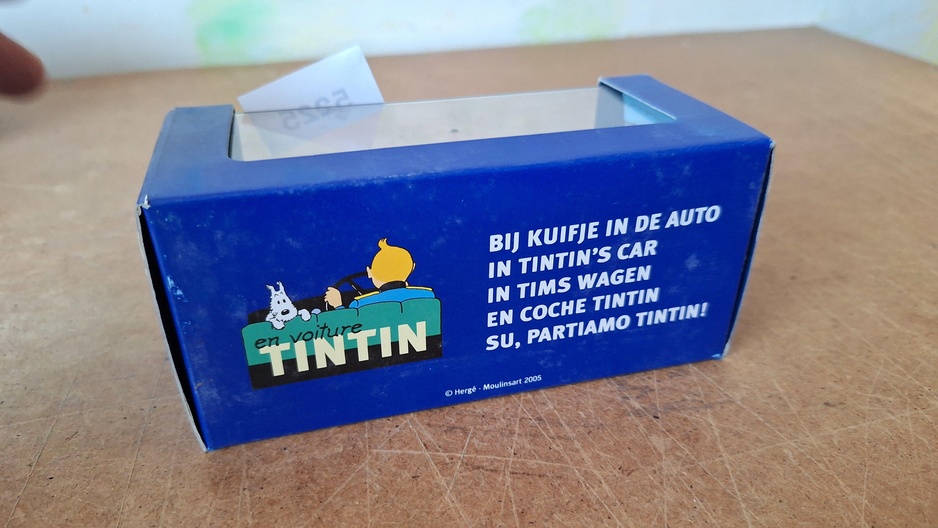 5225
en voiture
TINTIN
BIJ KUIFJE IN DE AUTO
IN TINTIN'S CAR
IN TIMS WAGEN
EN COCHE TINTIN
SU, PARTIAMO TINTIN!
© Hergé - Moulinsart 2005